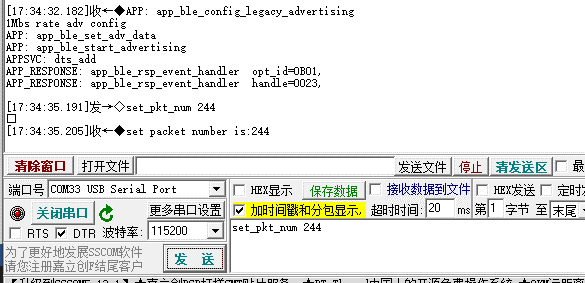 [17:34:32.182]收←◆APP: app_ble_config_legacy_advertising
1Mbs rate adv config
APP: app_ble_set_adv_data
APP: app_ble_start_advertising
APPSVC: dts_add
APP_RESPONSE: app_ble_rsp_event_handler  opt_id=0B01,
APP_RESPONSE: app_ble_rsp_event_handler  handle=0023,
[17:34:35.191]发→◇set_pkt_num 244
□
[17:34:35.205]收←◆set packet number is:244
清除窗口 打开文件 发送文件 停止 清发送区 最
端口号 COM33 USB Serial Port HEX显示 保存数据 接收数据到文件 HEX发送 定时发
关闭串口 更多串口设置 加时间戳和分包显示, 超时时间: 20 ms 第1 字节 至 末尾
RTS DTR 波特率: 115200 set_pkt_num 244
为了更好地发展SSCOM软件
请您注册嘉立创F结尾客户
发 送